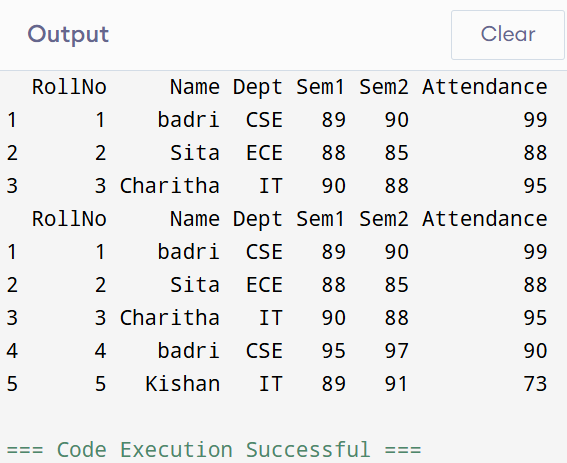 Output Clear
  RollNo     Name Dept Sem1 Sem2 Attendance
1      1    badri  CSE   89   90         99
2      2     Sita  ECE   88   85         88
3      3 Charitha   IT   90   88         95
  RollNo     Name Dept Sem1 Sem2 Attendance
1      1    badri  CSE   89   90         99
2      2     Sita  ECE   88   85         88
3      3 Charitha   IT   90   88         95
4      4    badri  CSE   95   97         90
5      5   Kishan   IT   89   91         73
=== Code Execution Successful ===